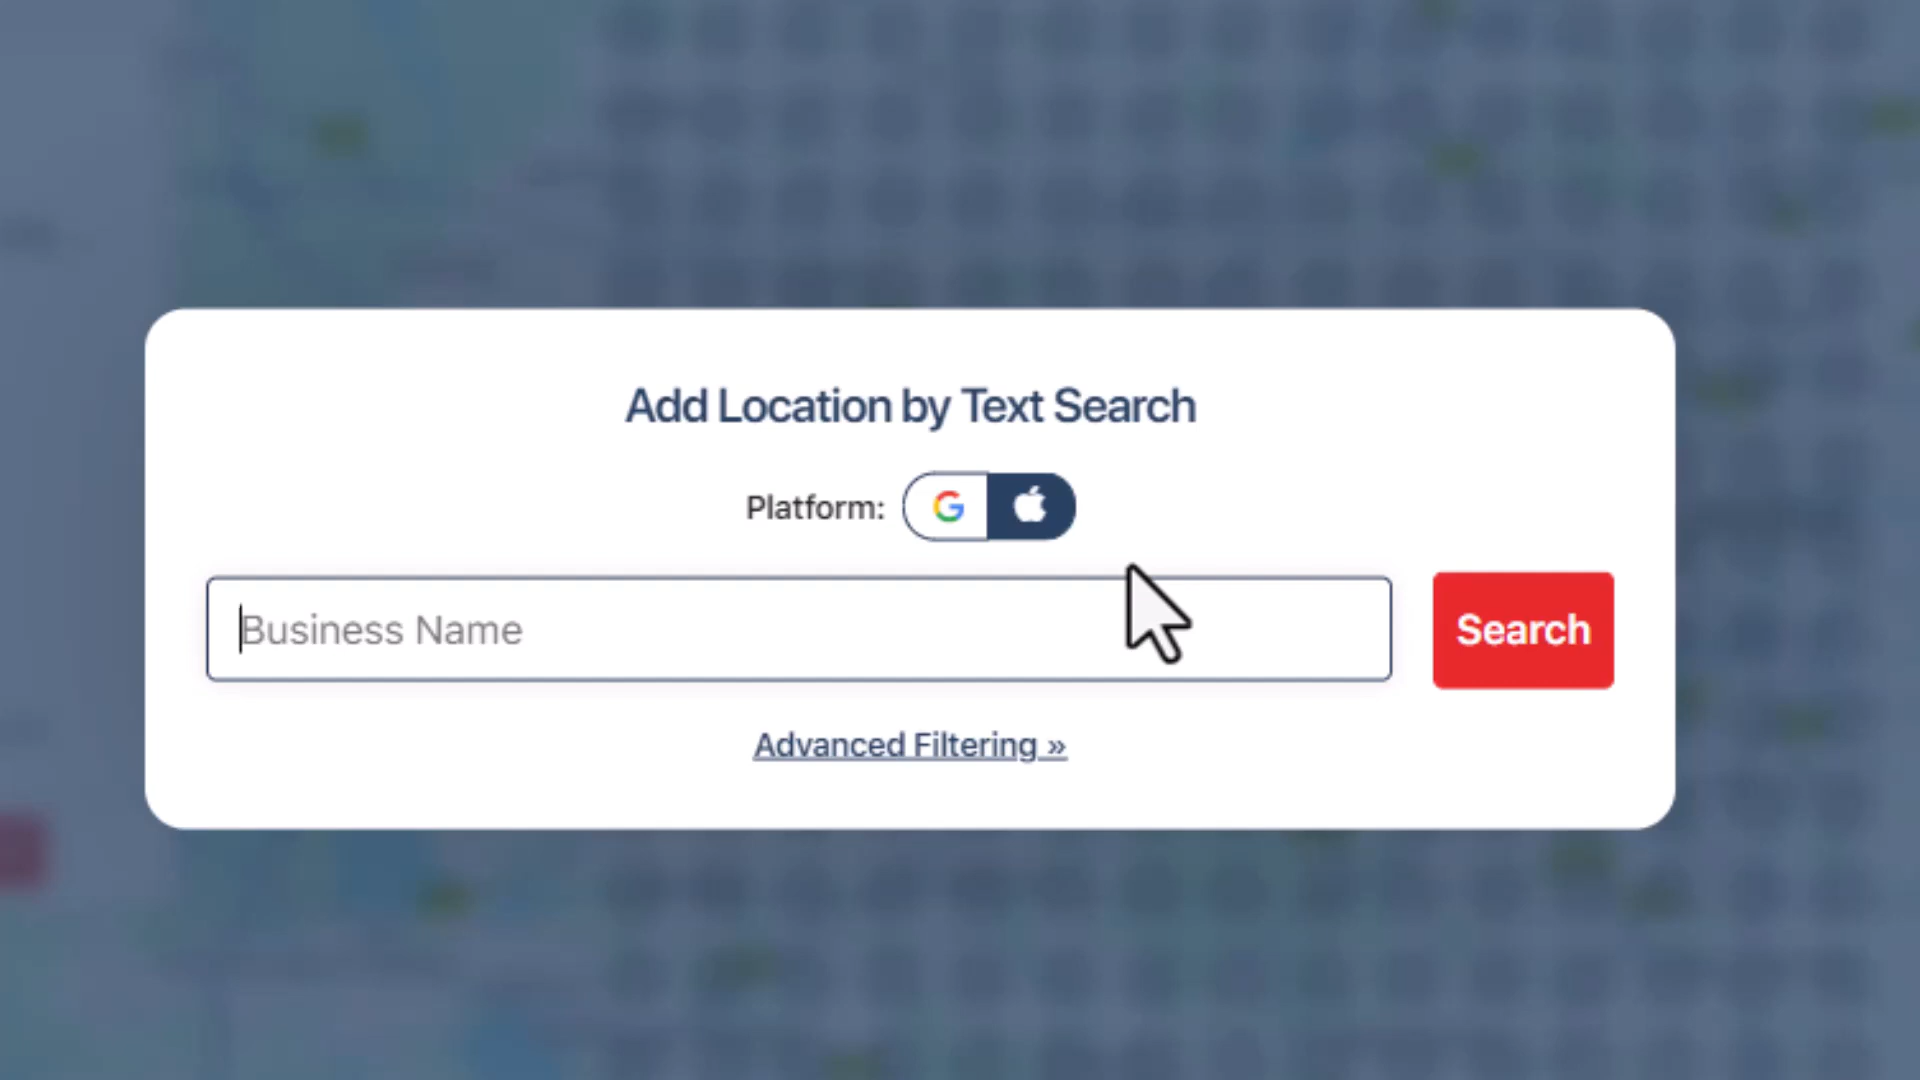 Add Location by Text Search
Platform:
Business Name
Search
Advanced Filtering »